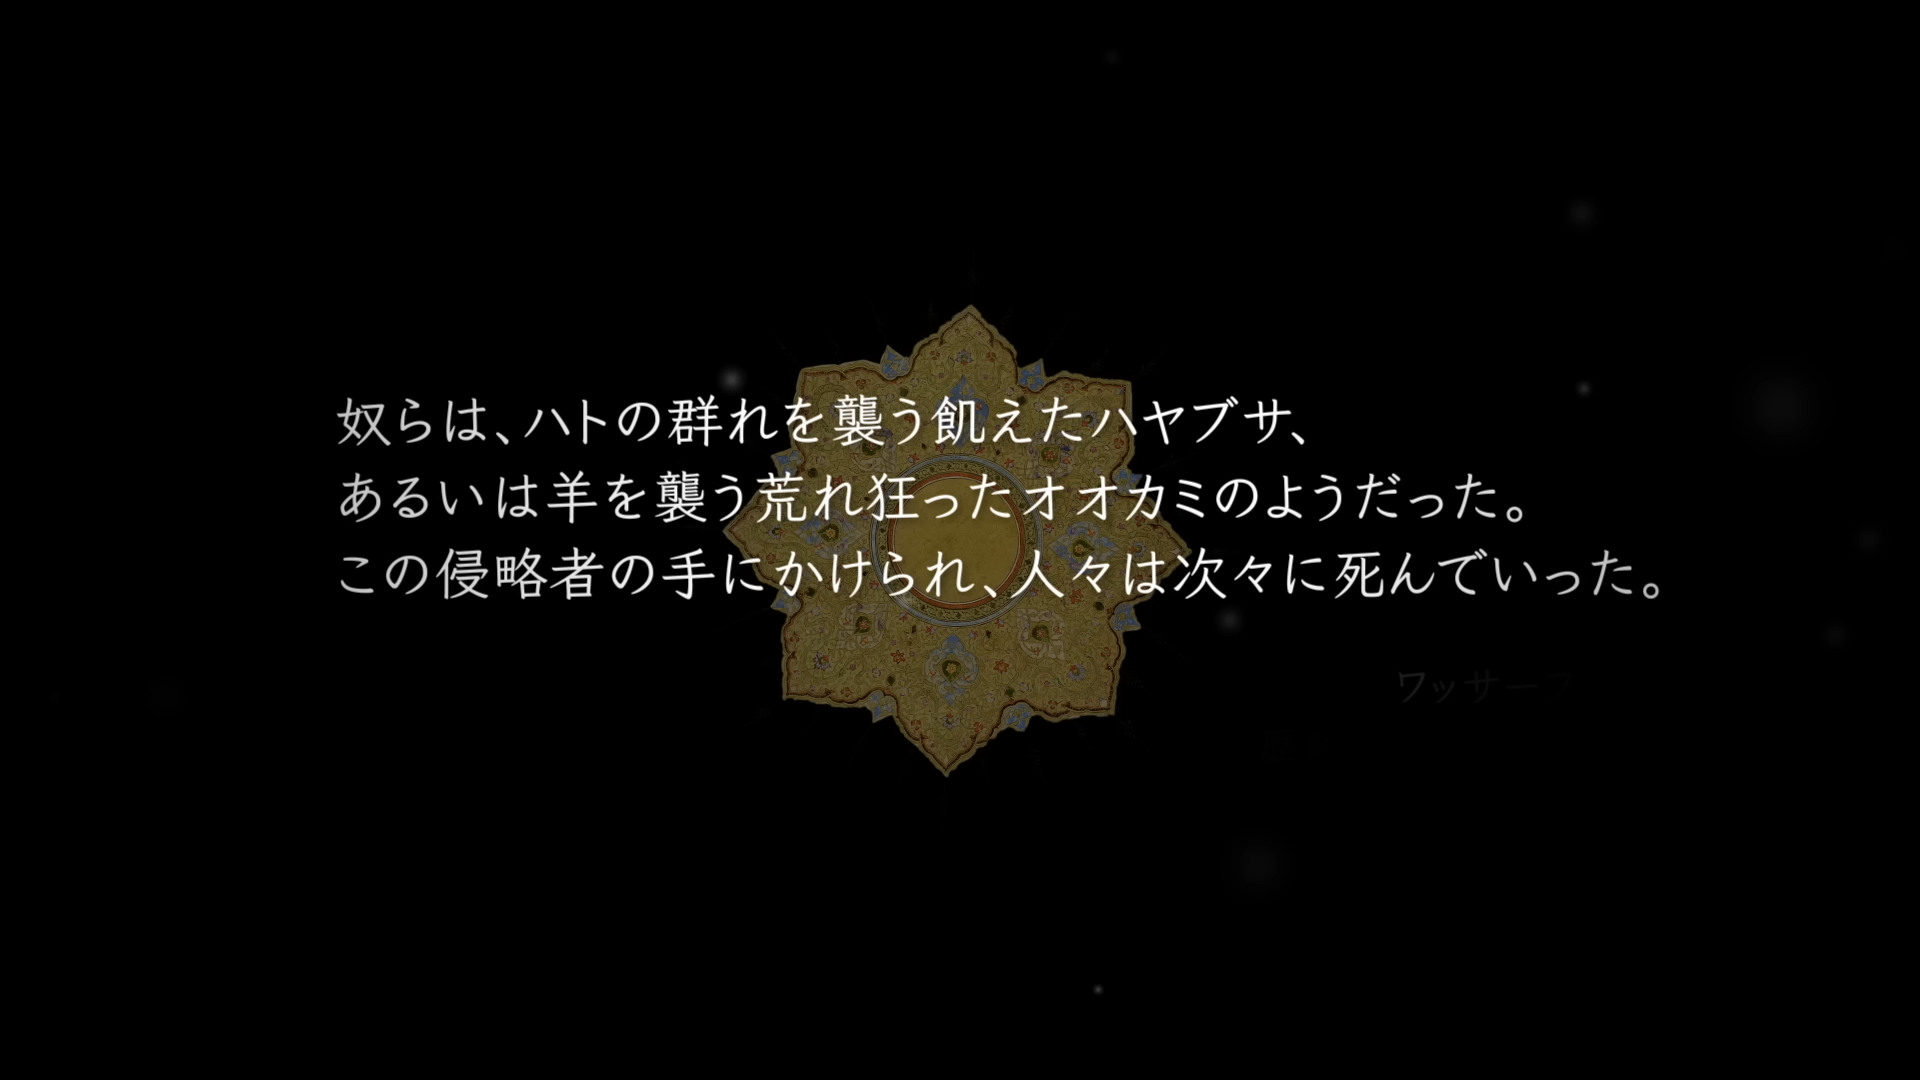 奴らは、ハトの群れを襲う飢えたハヤブサ、
あるいは羊を襲う荒れ狂ったオオカミのようだった。
この侵略者の手にかけられ、人々は次々に死んでいった。
ワッサーフ